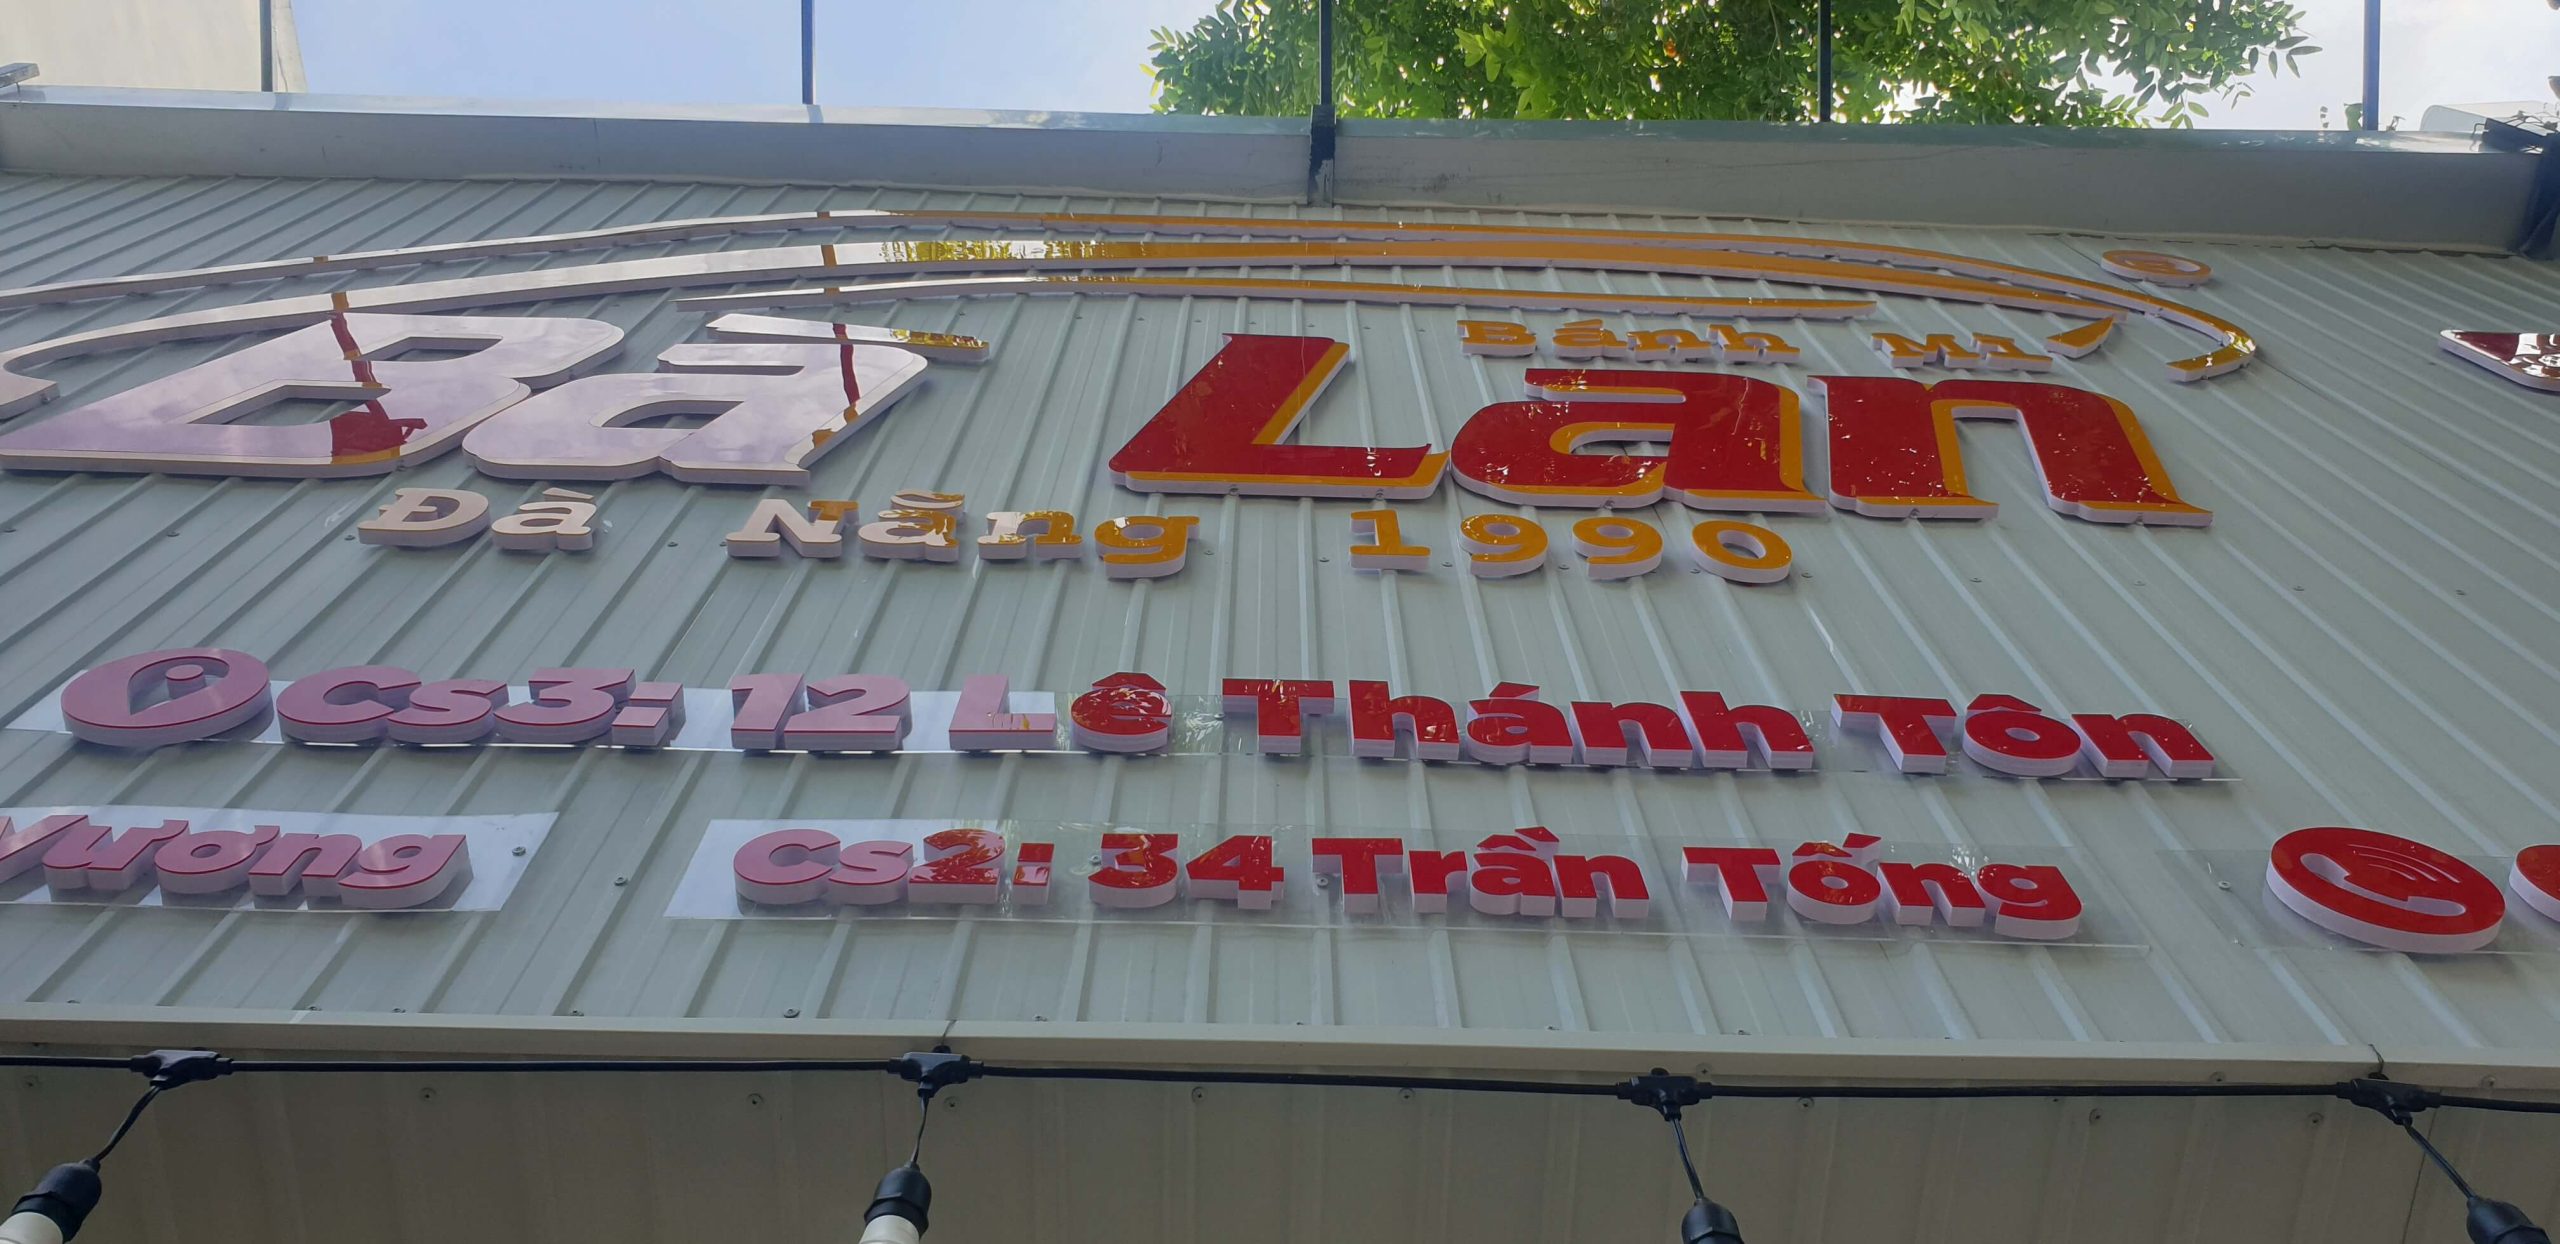 Bánh Mì
Bà Lan
Đà Nẵng 1990
Cs3: 12 Lê Thánh Tôn
Vương Cs2: 34 Trần Tống